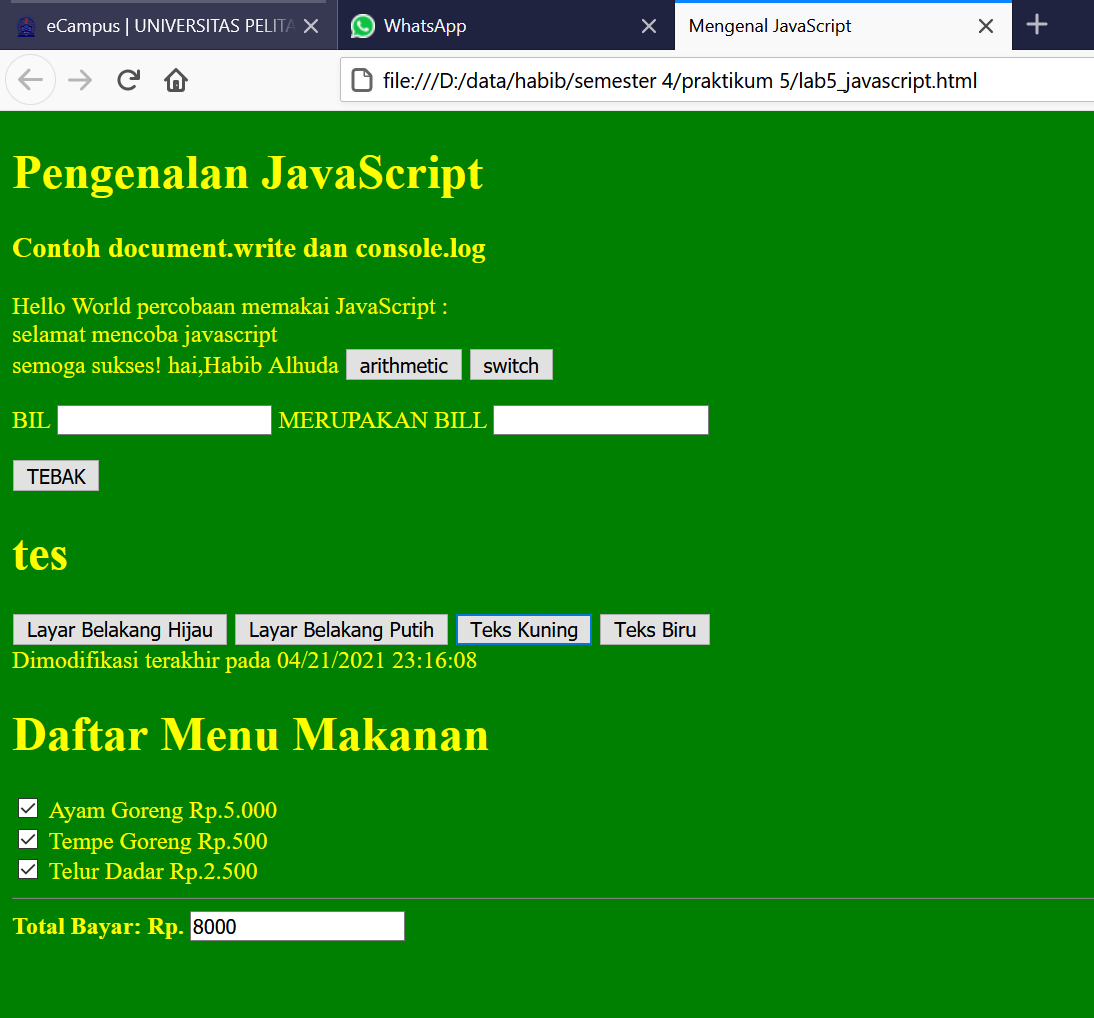 eCampus | UNIVERSITAS PELITA
WhatsApp
Mengenal JavaScript
file:///D:/data/habib/semester 4/praktikum 5/lab5_javascript.html
Pengenalan JavaScript
Contoh document.write dan console.log
Hello World percobaan memakai JavaScript :
selamat mencoba javascript
semoga sukses! hai,Habib Alhuda arithmetic switch
BIL MERUPAKAN BILL
TEBAK
tes
Layar Belakang Hijau Layar Belakang Putih Teks Kuning Teks Biru
Dimodifikasi terakhir pada 04/21/2021 23:16:08
Daftar Menu Makanan
Ayam Goreng Rp.5.000
Tempe Goreng Rp.500
Telur Dadar Rp.2.500
Total Bayar: Rp. 8000